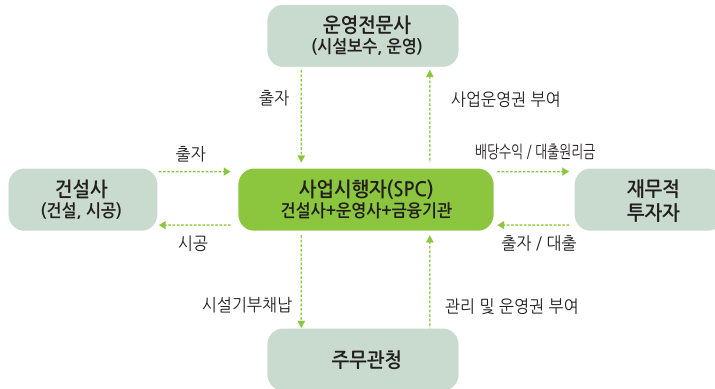 운영전문사
(시설보수, 운영)
출자
사업운영권 부여
출자
배당수익 / 대출원리금
건설사
(건설, 시공)
사업시행자(SPC)
건설사+운영사+금융기관
재무적
투자자
시공
출자 / 대출
시설기부채납
관리 및 운영권 부여
주무관청